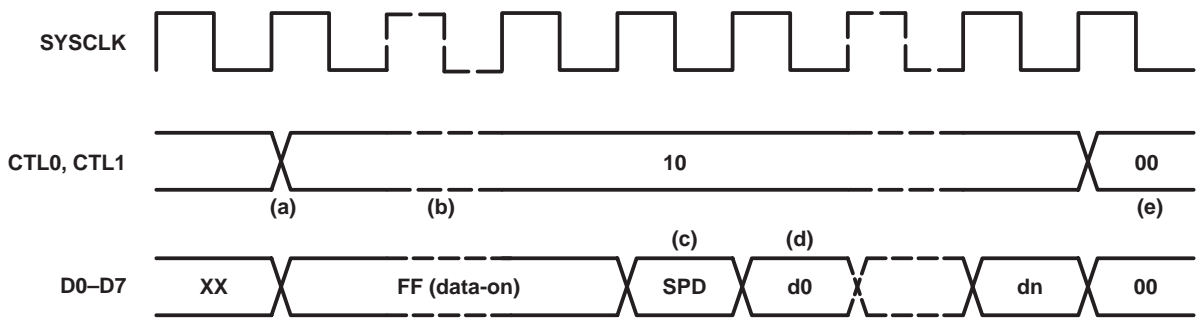 SYSCLK
CTL0, CTL1
10
00
(a)
(b)
(e)
(c)
(d)
D0–D7
XX
FF (data-on)
SPD
d0
dn
00